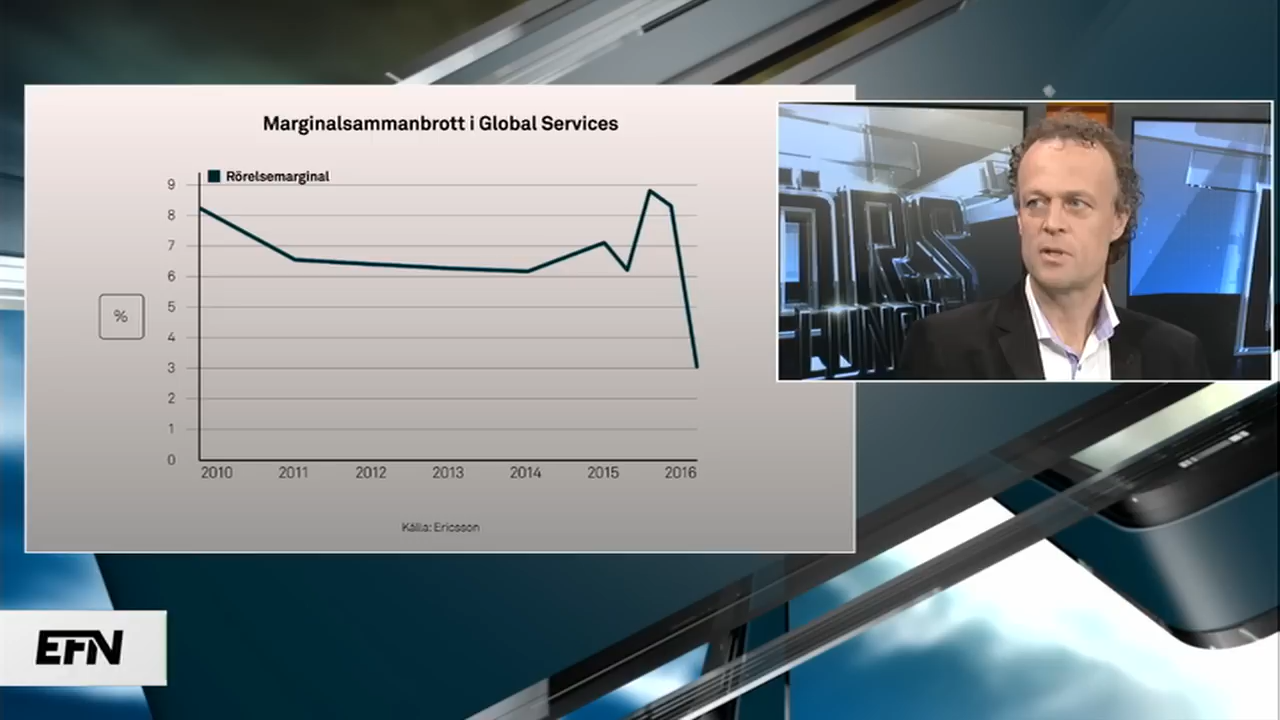 Marginalsammanbrott i Global Services
Rörelsemarginal
9
8
7
6
5
4
3
2
1
0
%
2010 2011 2012 2013 2014 2015 2016
Källa: Ericsson
EFN